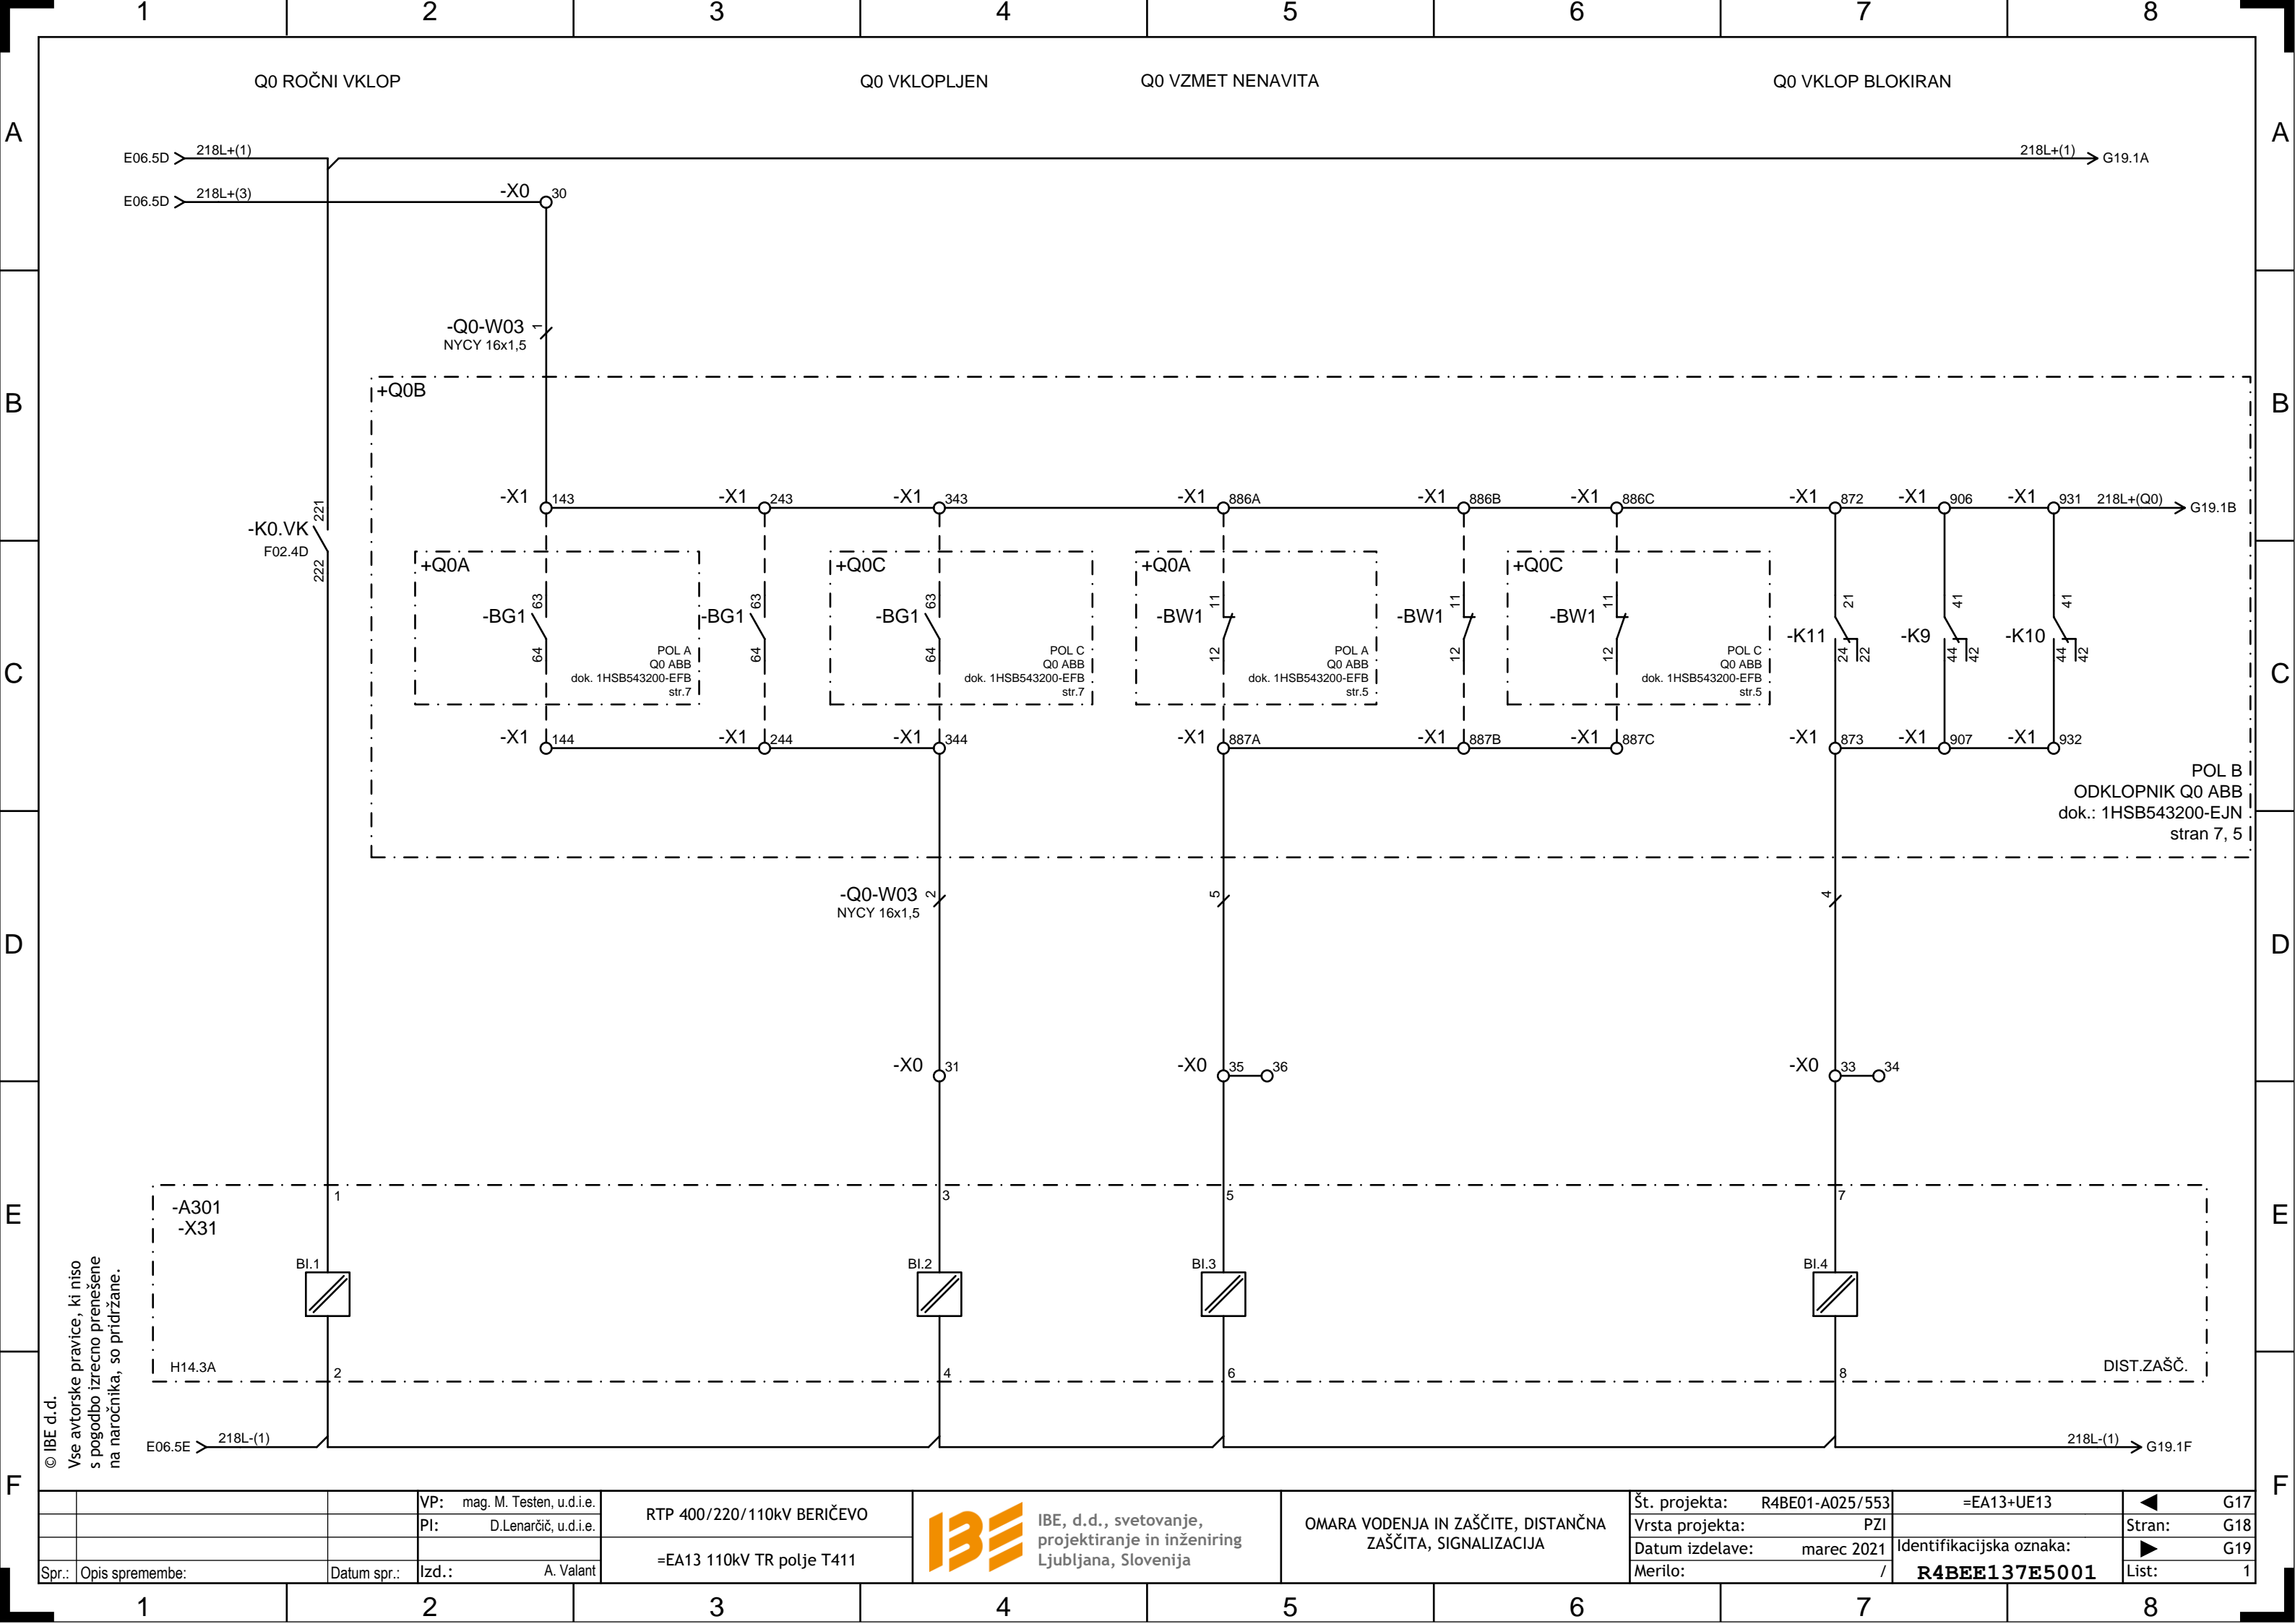 1 2 3 4 5 6 7 8
Q0 ROČNI VKLOP
Q0 VKLOPLJEN
Q0 VZMET NENAVITA
Q0 VKLOP BLOKIRAN
A A
E06.5D 218L+(1) 218L+(1) G19.1A
E06.5D 218L+(3) -X0 30
-Q0-W03 1
NYCY 16x1,5
+Q0B
B B
-X1 143 -X1 243 -X1 343 -X1 886A -X1 886B -X1 886C -X1 872 -X1 906 -X1 931 218L+(Q0) G19.1B
221
-K0.VK
F02.4D
222
+Q0A +Q0C +Q0A +Q0C
63 63 63 11 11 11 21 41 41
-BG1 -BG1 -BG1 -BW1 -BW1 -BW1 -K11 -K9 -K10
64 64 64 12 12 12 24 22 44 42 44 42
C C
POL A
Q0 ABB
dok. 1HSB543200-EFB
str.7
POL C
Q0 ABB
dok. 1HSB543200-EFB
str.7
POL A
Q0 ABB
dok. 1HSB543200-EFB
str.5
POL C
Q0 ABB
dok. 1HSB543200-EFB
str.5
-X1 144 -X1 244 -X1 344 -X1 887A -X1 887B -X1 887C -X1 873 -X1 907 -X1 932
POL B
ODKLOPNIK Q0 ABB
dok.: 1HSB543200-EJN
stran 7, 5
-Q0-W03 2 5 4
NYCY 16x1,5
D D
-X0 31 -X0 35 36 -X0 33 34
E E
-A301
-X31
1 3 5 7
BI.1 BI.2 BI.3 BI.4
H14.3A
2 4 6 8
DIST.ZAŠČ.
E06.5E 218L-(1) 218L-(1) G19.1F
F F
© IBE d.d.
Vse avtorske pravice, ki niso
s pogodbo izrecno prenešene
na naročnika, so pridržane.
Spr.: Opis spremembe: Datum spr.:
VP: mag. M. Testen, u.d.i.e.
PI: D.Lenarčič, u.d.i.e.
Izd.: A. Valant
RTP 400/220/110kV BERIČEVO
=EA13 110kV TR polje T411
IBE
IBE, d.d., svetovanje,
projektiranje in inženiring
Ljubljana, Slovenija
OMARA VODENJA IN ZAŠČITE, DISTANČNA
ZAŠČITA, SIGNALIZACIJA
Št. projekta: R4BE01-A025/553
Vrsta projekta: PZI
Datum izdelave: marec 2021
Merilo: /
=EA13+UE13
Identifikacijska oznaka:
R4BEE137E5001
G17
Stran: G18
G19
List: 1
1 2 3 4 5 6 7 8